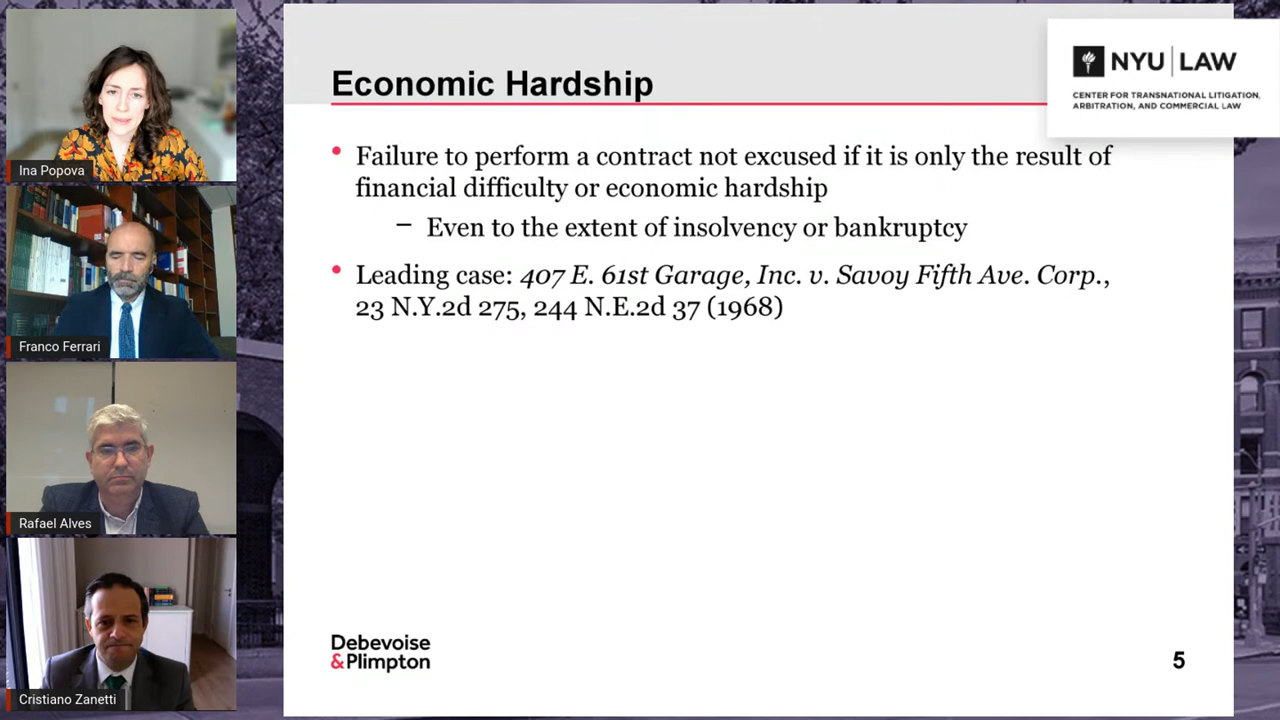 Economic Hardship
NYU | LAW
CENTER FOR TRANSNATIONAL LITIGATION,
ARBITRATION, AND COMMERCIAL LAW
• Failure to perform a contract not excused if it is only the result of
financial difficulty or economic hardship
– Even to the extent of insolvency or bankruptcy
• Leading case: 407 E. 61st Garage, Inc. v. Savoy Fifth Ave. Corp.,
23 N.Y.2d 275, 244 N.E.2d 37 (1968)
Debevoise
&Plimpton
5
Ina Popova
Franco Ferrari
Rafael Alves
Cristiano Zanetti